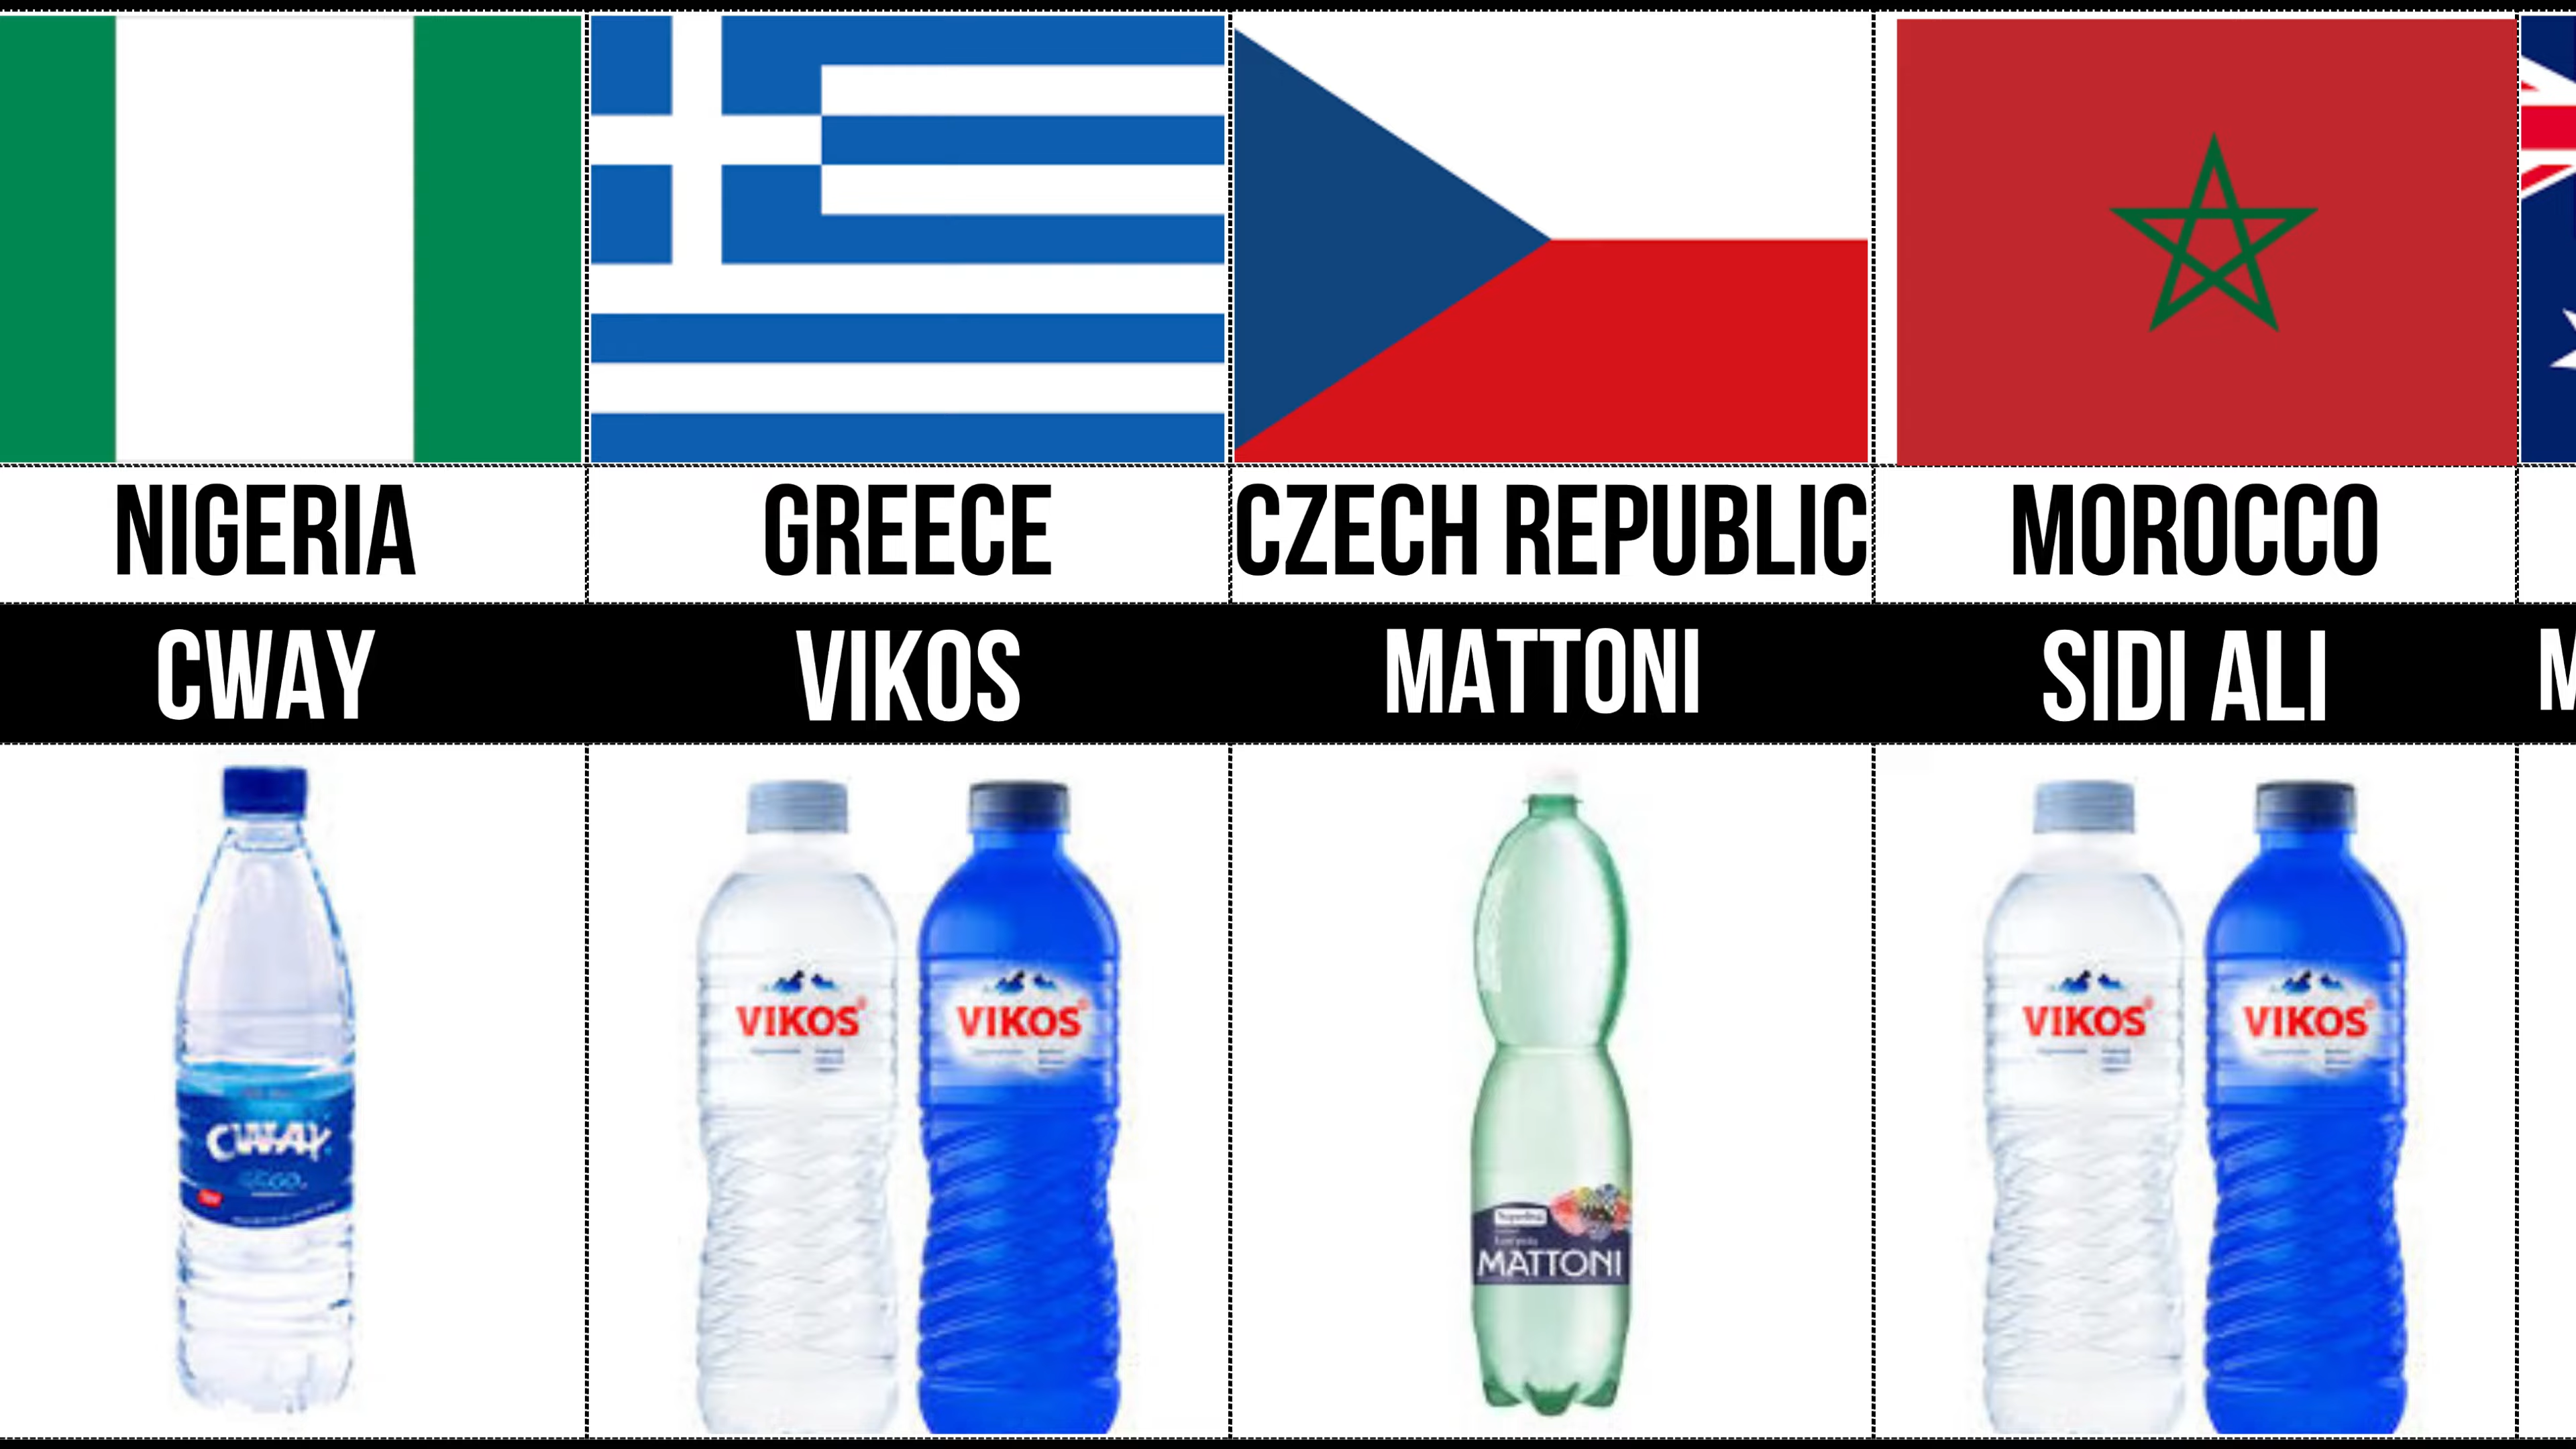 NIGERIA
GREECE
CZECH REPUBLIC
MOROCCO
CWAY
VIKOS
MATTONI
SIDI ALI
M
CWAY
VIKOS
VIKOS
MATTONI
VIKOS
VIKOS